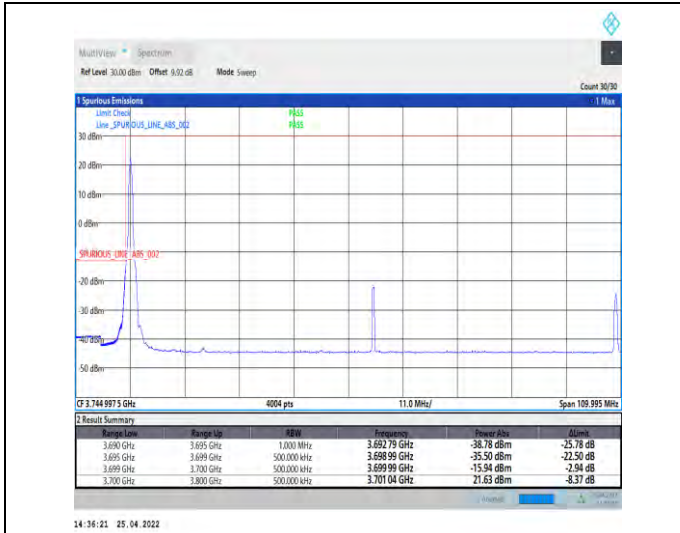 MultiView Spectrum
Ref Level 30.00 dBm Offset 9.92 dB Mode Sweep
Count 30/30
1 Spurious Emissions 1 Max
Limit Check PASS
Line _SPURIOUS_LINE_ABS_002 PASS
30 dBm
20 dBm
10 dBm
0 dBm
_SPURIOUS_LINE_ABS_002
-20 dBm
-30 dBm
-40 dBm
-50 dBm
CF 3.744 997 5 GHz 4004 pts 11.0 MHz/ Span 109.995 MHz
2 Result Summary
Range Low Range Up RBW Frequency Power Abs ΔLimit
3.690 GHz 3.695 GHz 1.000 MHz 3.692 79 GHz -38.78 dBm -25.78 dB
3.695 GHz 3.699 GHz 500.000 kHz 3.698 99 GHz -35.50 dBm -22.50 dB
3.699 GHz 3.700 GHz 500.000 kHz 3.699 99 GHz -15.94 dBm -2.94 dB
3.700 GHz 3.800 GHz 500.000 kHz 3.701 04 GHz 21.63 dBm -8.37 dB
14:36:21 25.04.2022